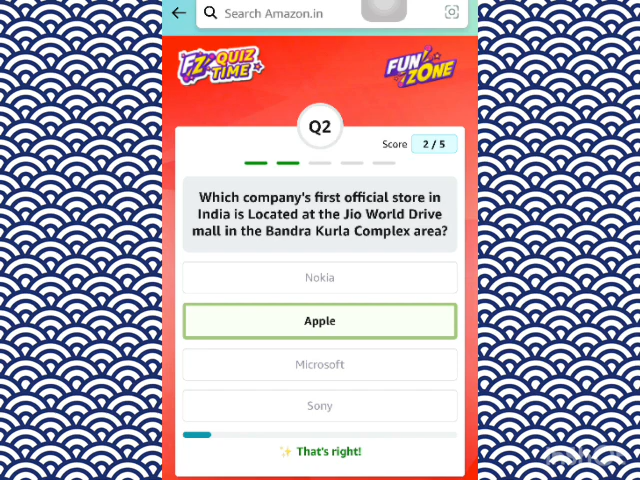 Search Amazon.in
FZ QUIZ
TIME
FUN
ZONE
Q2
Score 2 / 5
Which company's first official store in
India is Located at the Jio World Drive
mall in the Bandra Kurla Complex area?
Nokia
Apple
Microsoft
Sony
✨ That's right!